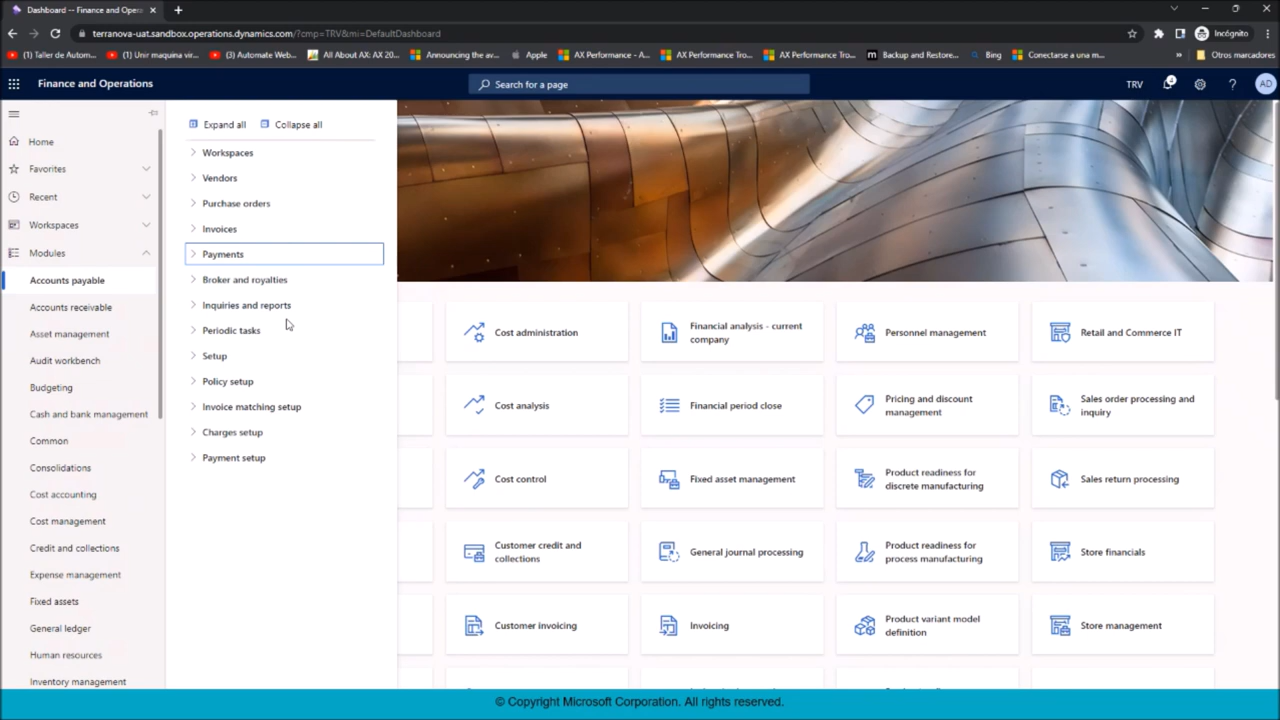 Dashboard -- Finance and Opera
terranova-uat.sandbox.operations.dynamics.com/?cmp=TRV&mi=DefaultDashboard
Incógnito
(1) Taller de Autom...
(1) Unir maquina vir...
(3) Automate Web...
All About AX: AX 20...
Announcing the av...
Apple
AX Performance - A...
AX Performance Tro...
AX Performance Tro...
Backup and Restore...
Bing
Conectarse a una m...
»
Otros marcadores
Finance and Operations
Search for a page
TRV
4
?
AD
Home
Favorites
Recent
Workspaces
Modules
Accounts payable
Accounts receivable
Asset management
Audit workbench
Budgeting
Cash and bank management
Common
Consolidations
Cost accounting
Cost management
Credit and collections
Expense management
Fixed assets
General ledger
Human resources
Inventory management
Expand all
Collapse all
Workspaces
Vendors
Purchase orders
Invoices
Payments
Broker and royalties
Inquiries and reports
Periodic tasks
Setup
Policy setup
Invoice matching setup
Charges setup
Payment setup
Cost administration
Financial analysis - current
company
Personnel management
Retail and Commerce IT
Cost analysis
Financial period close
Pricing and discount
management
Sales order processing and
inquiry
Cost control
Fixed asset management
Product readiness for
discrete manufacturing
Sales return processing
Customer credit and
collections
General journal processing
Product readiness for
process manufacturing
Store financials
Customer invoicing
Invoicing
Product variant model
definition
Store management
© Copyright Microsoft Corporation. All rights reserved.